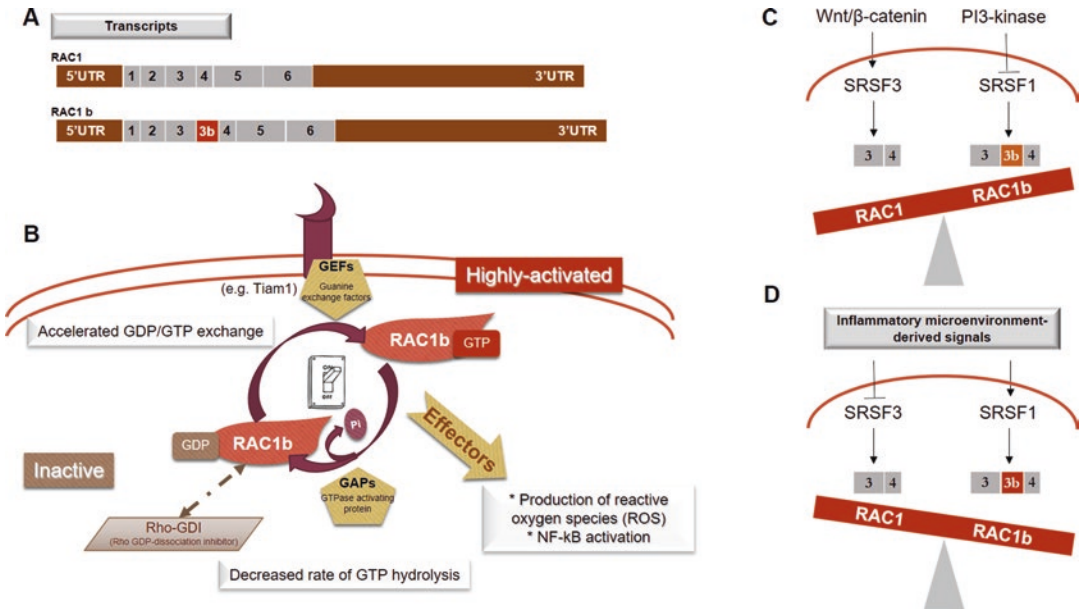 A
Transcripts
RAC1
5'UTR 1 2 3 4 5 6 3'UTR
RAC1 b
5'UTR 1 2 3 3b 4 5 6 3'UTR
B
GEFs
Guanine
exchange factors
(e.g. Tiam1)
Highly-activated
Accelerated GDP/GTP exchange
RAC1b
GTP
ON
OFF
Pi
GDP
RAC1b
Effectors
Inactive
GAPs
GTPase activating
protein
Rho-GDI
(Rho GDP-dissociation inhibitor)
* Production of reactive
oxygen species (ROS)
* NF-kB activation
Decreased rate of GTP hydrolysis
C
Wnt/β-catenin PI3-kinase
SRSF3 SRSF1
3 4 3 3b 4
RAC1 RAC1b
D
Inflammatory microenvironment-
derived signals
SRSF3 SRSF1
3 4 3 3b 4
RAC1 RAC1b